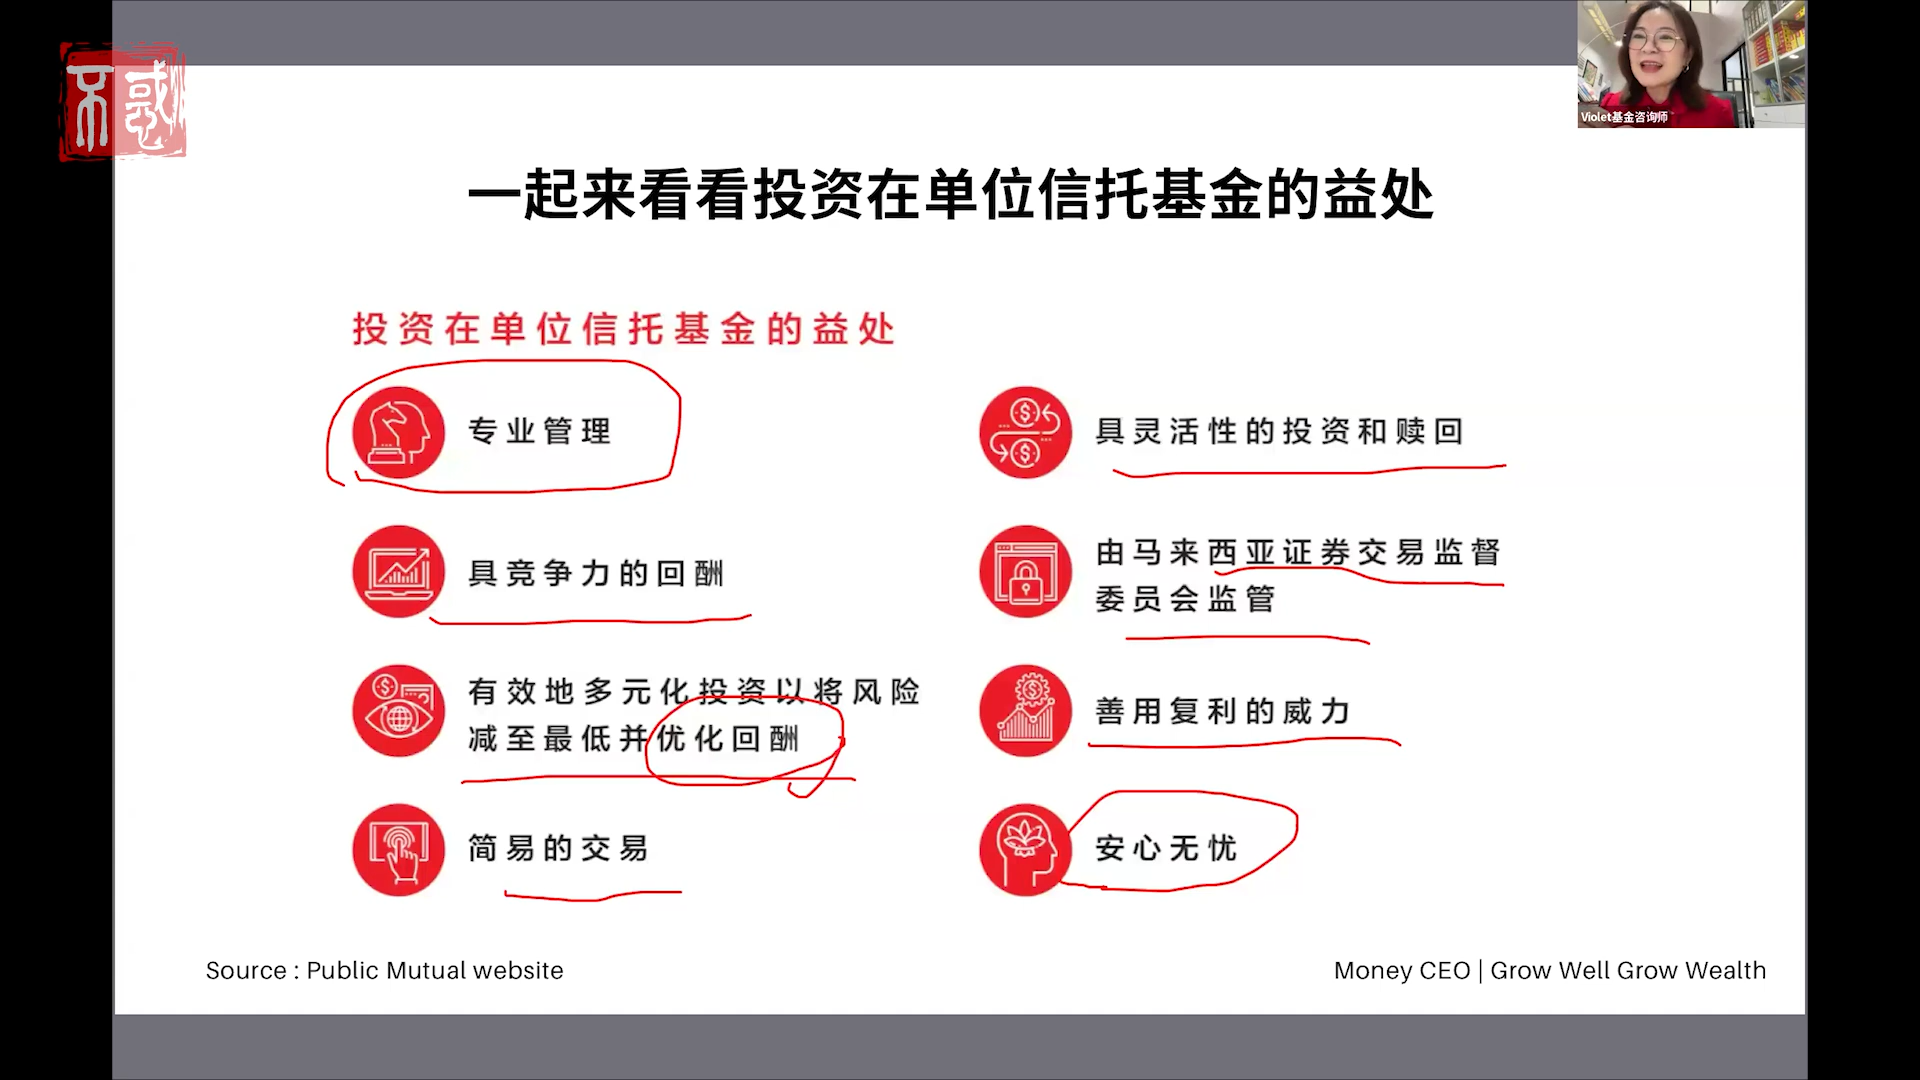 不惑
Violet基金咨询师
一起来看看投资在单位信托基金的益处
投资在单位信托基金的益处
专业管理
具竞争力的回酬
有效地多元化投资以将风险
减至最低并优化回酬
简易的交易
具灵活性的投资和赎回
由马来西亚证券交易监督
委员会监管
善用复利的威力
安心无忧
Source : Public Mutual website
Money CEO | Grow Well Grow Wealth